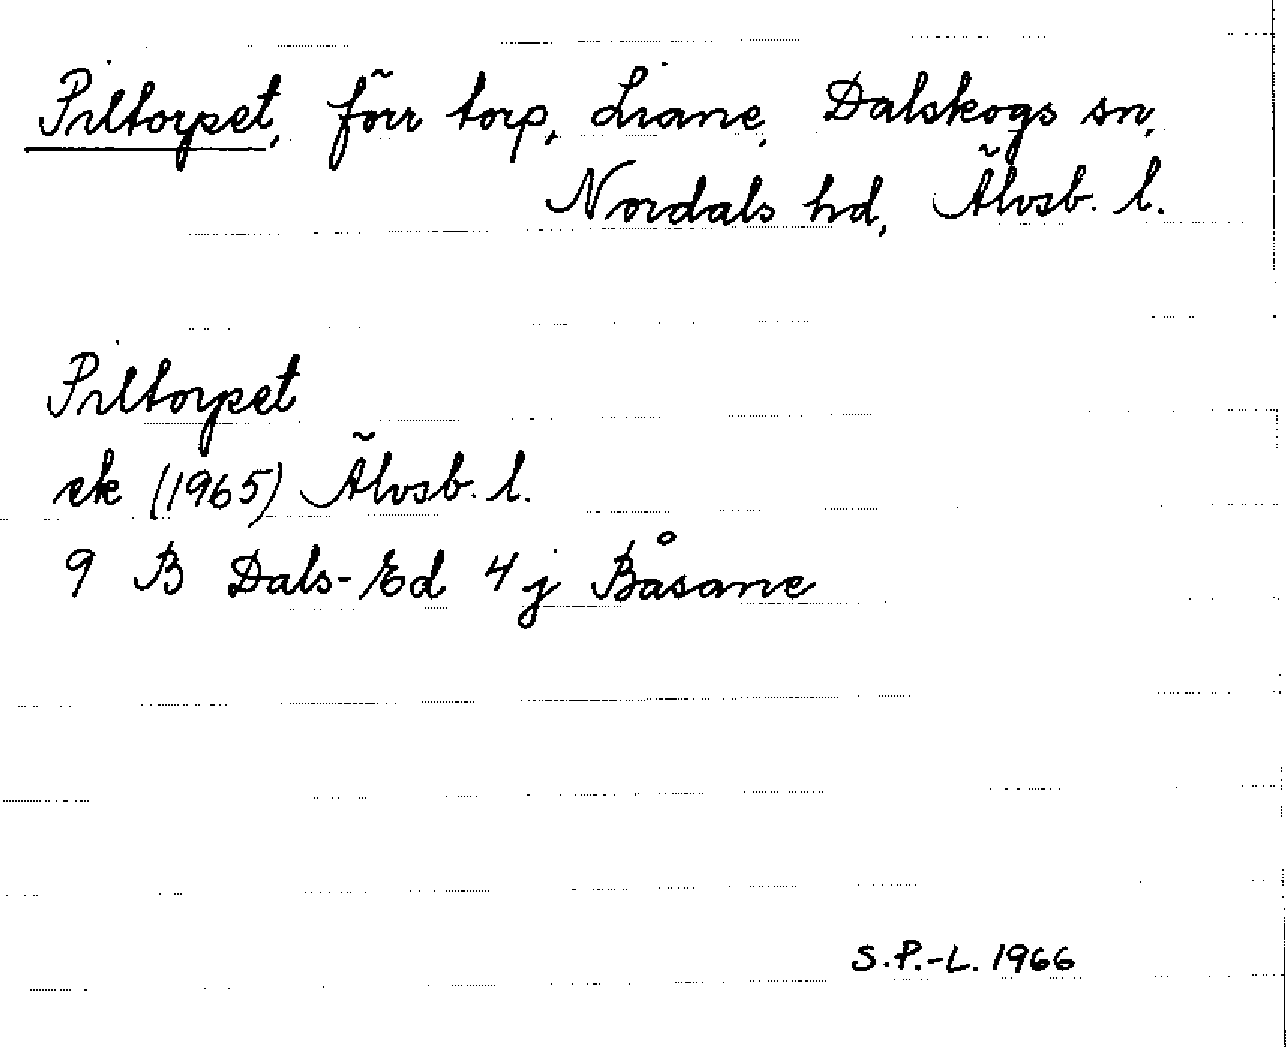 Piltorpet, förr torp, Liane, Dalskogs sn,
Nordals hd, Älvsb. l.
Piltorpet
ek (1965) Älvsb. l.
9 B Dals-Ed 4 j Båsane
S.P.-L. 1966